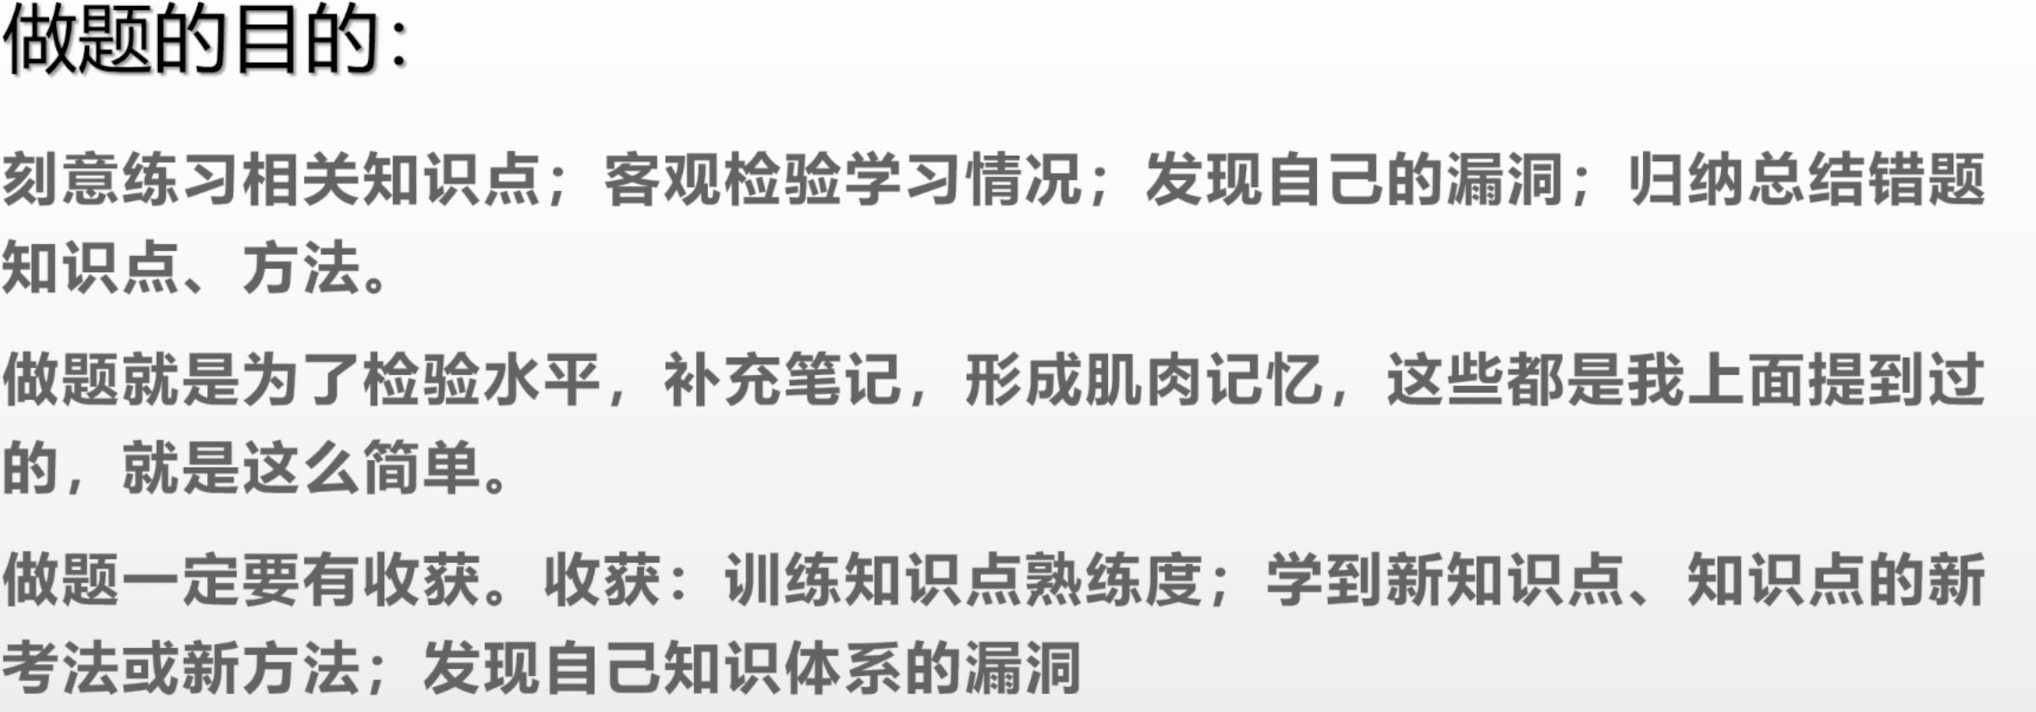 做题的目的：
刻意练习相关知识点；客观检验学习情况；发现自己的漏洞；归纳总结错题
知识点、方法。
做题就是为了检验水平，补充笔记，形成肌肉记忆，这些都是我上面提到过
的，就是这么简单。
做题一定要有收获。收获：训练知识点熟练度；学到新知识点、知识点的新
考法或新方法；发现自己知识体系的漏洞